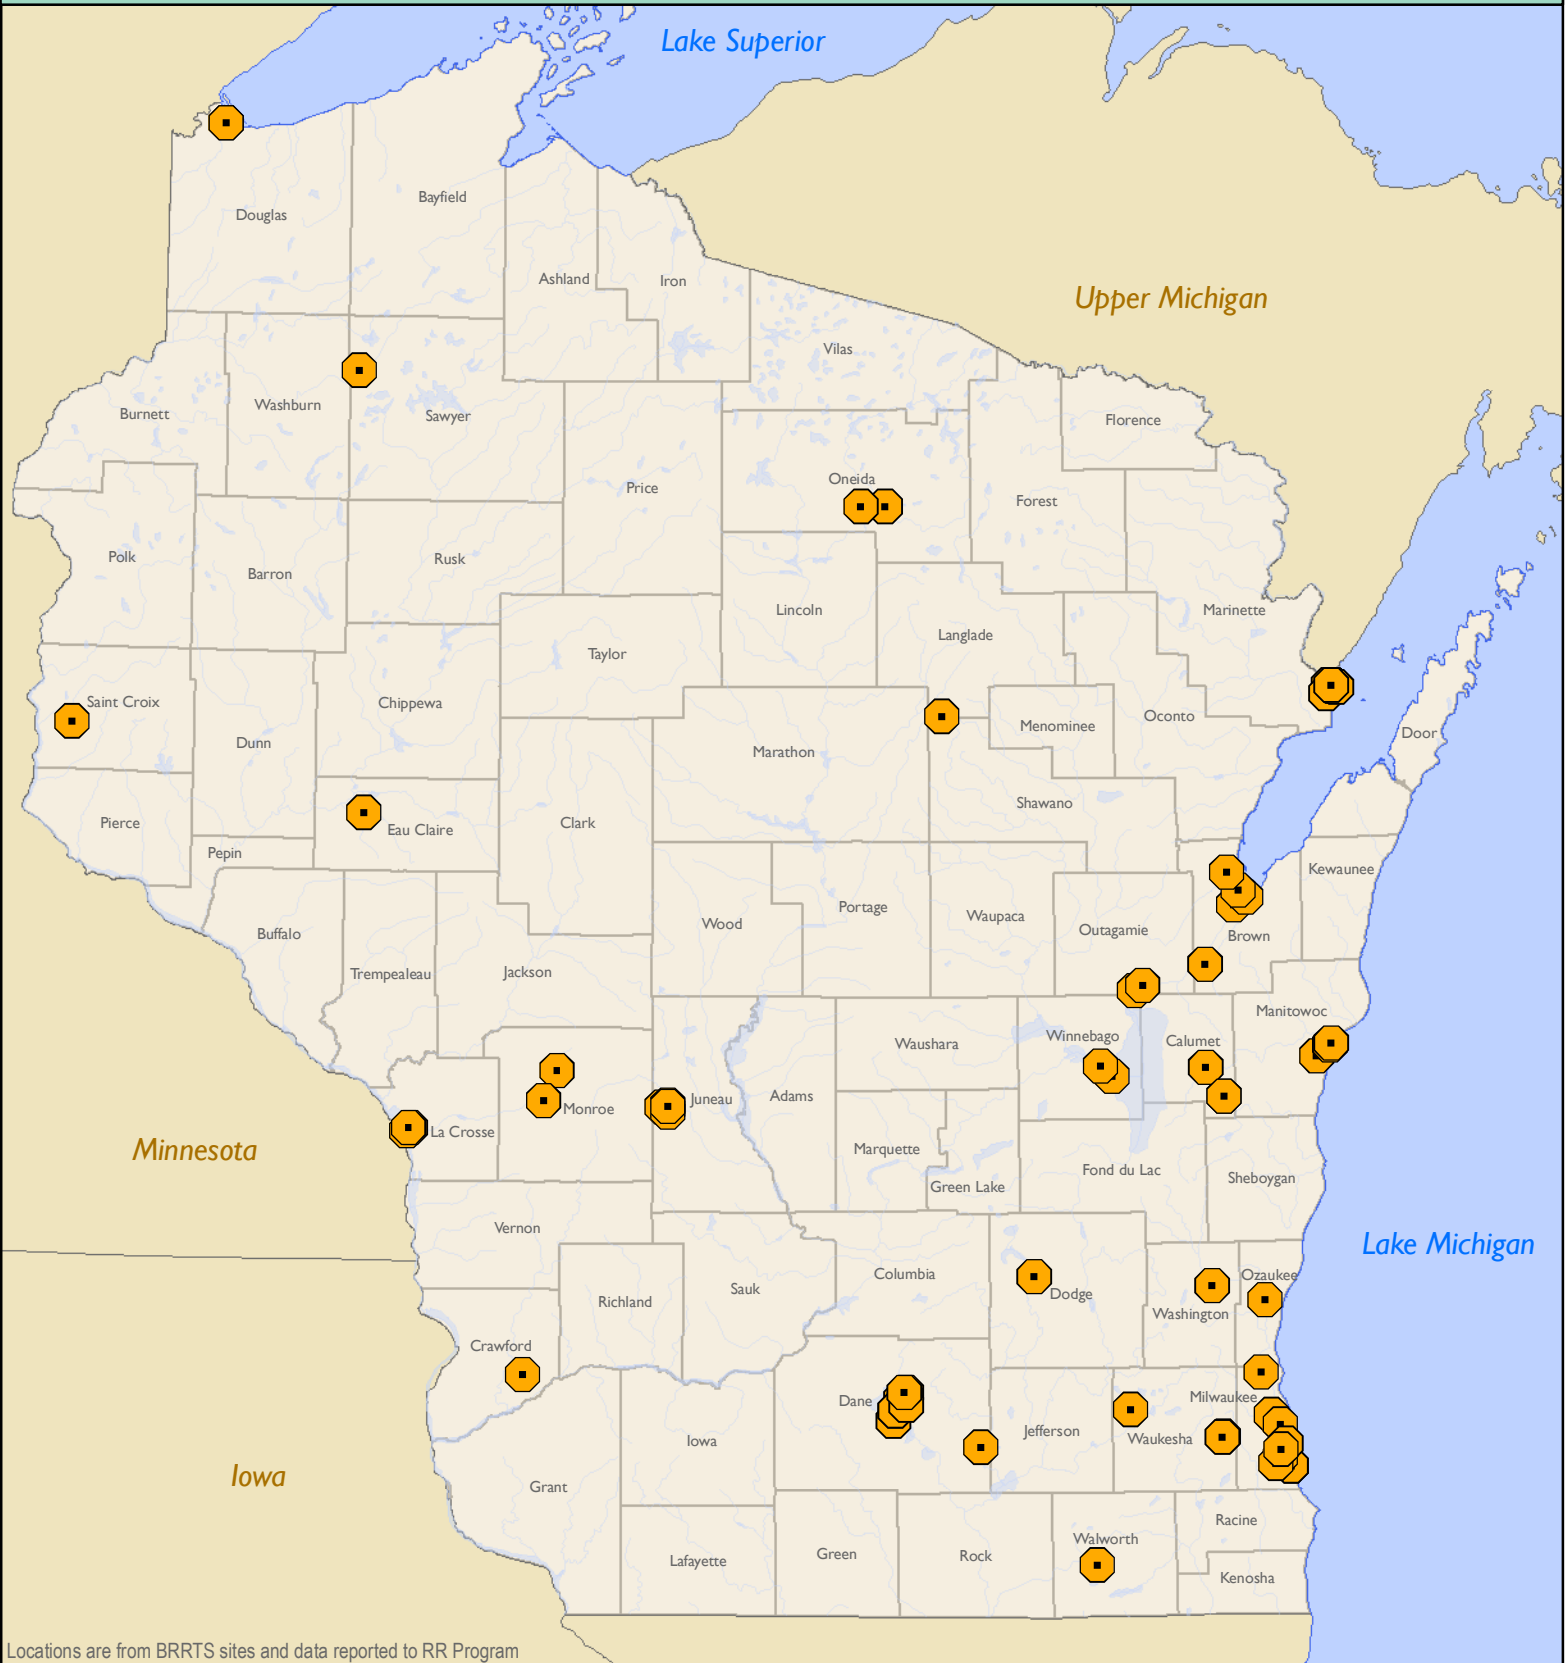 Lake Superior
Bayfield
Douglas
Ashland
Iron
Upper Michigan
Vilas
Washburn
Burnett
Sawyer
Florence
Oneida
Price
Forest
Polk
Rusk
Barron
Lincoln
Marinette
Langlade
Taylor
Saint Croix
Chippewa
Oconto
Menominee
Door
Dunn
Marathon
Shawano
Pierce
Clark
Eau Claire
Pepin
Kewaunee
Portage
Waupaca
Wood
Outagamie
Buffalo
Brown
Jackson
Trempealeau
Manitowoc
Winnebago
Calumet
Waushara
Adams
Juneau
Monroe
La Crosse
Minnesota
Marquette
Fond du Lac
Sheboygan
Green Lake
Vernon
Lake Michigan
Columbia
Ozaukee
Sauk
Dodge
Richland
Washington
Crawford
Milwaukee
Dane
Jefferson
Waukesha
Iowa
Iowa
Grant
Racine
Walworth
Green
Rock
Lafayette
Kenosha
Locations are from BRRTS sites and data reported to RR Program